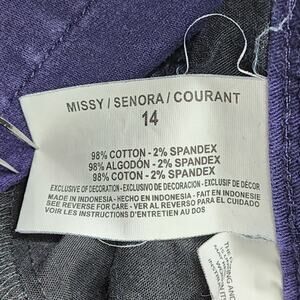 MISSY / SENORA / COURANT
14
98% COTTON - 2% SPANDEX
98% ALGODÓN - 2% SPANDEX
98% COTON - 2% SPANDEX
EXCLUSIVE OF DECORATION - EXCLUSIVO DE DECORACION - EXCLUSIF DE DÉCOR
MADE IN INDONESIA - HECHO EN INDONESIA - FAIT EN INDONESIE
SEE REVERSE FOR CARE - VER AL REVERSO PARA EL CUIDADO
VOIR LES INSTRUCTIONS D'ENTRETIEN AU DOS